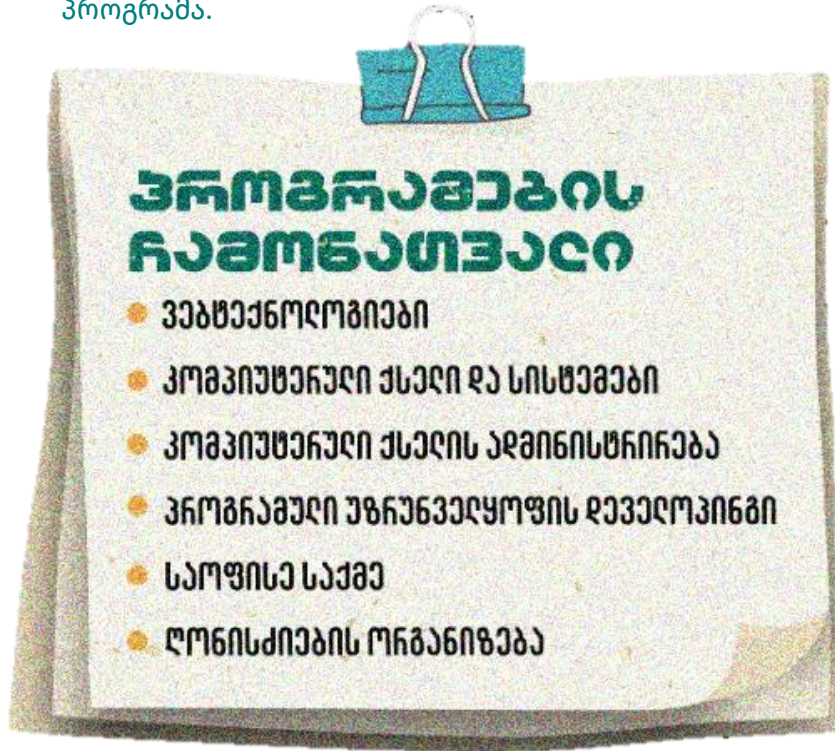 პროგრამა.
პროგრამების
ჩამონათვალი
ვებტექნოლოგიები
კომპიუტერული ქსელი და სისტემები
კომპიუტერული ქსელის ადმინისტრირება
პროგრამული უზრუნველყოფის დეველოპინგი
საოფისე საქმე
ღონისძიების ორგანიზება